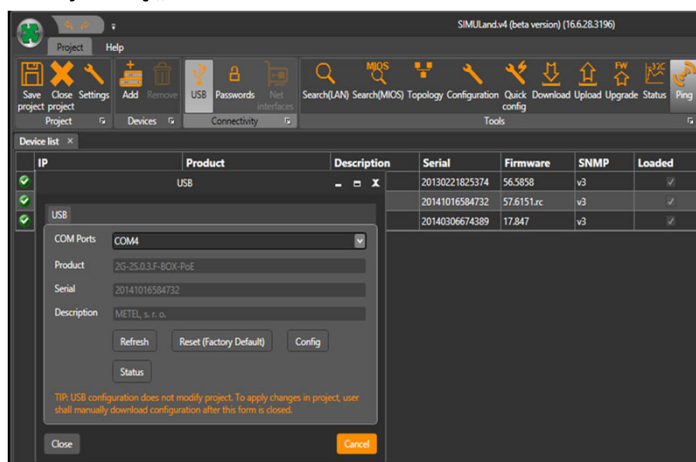 SIMULand.v4 (beta version) (16.6.28.3196)
Project Help
Save project
Close project
Settings
Add
Remove
USB
Passwords
Net interfaces
Search(LAN)
MIOS
Search(MIOS)
Topology
Configuration
Quick config
Download
Upload
FW
Upgrade
Status
Ping
Project Devices Connectivity Tools
Device list ×
IP Product Description Serial Firmware SNMP Loaded
20130221825374 56.5858 v3
20141016584732 57.6151.rc v3
20140306674389 17.847 v3
USB
USB
COM Ports COM4
Product 2G-2S.0.3.F-BOX-PoE
Serial 20141016584732
Description METEL, s. r. o.
Refresh Reset (Factory Default) Config
Status
TIP: USB configuration does not modify project. To apply changes in project, user
shall manually download configuration after this form is closed.
Close Cancel